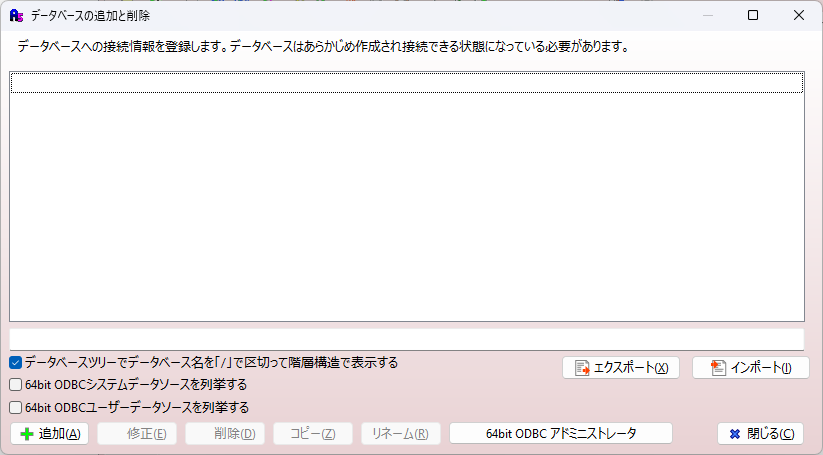 データベースの追加と削除
データベースへの接続情報を登録します。データベースはあらかじめ作成され接続できる状態になっている必要があります。
データベースツリーでデータベース名を「/」で区切って階層構造で表示する
エクスポート(X) インポート(I)
64bit ODBCシステムデータソースを列挙する
64bit ODBCユーザーデータソースを列挙する
追加(A) 修正(E) 削除(D) コピー(Z) リネーム(R) 64bit ODBC アドミニストレータ 閉じる(C)